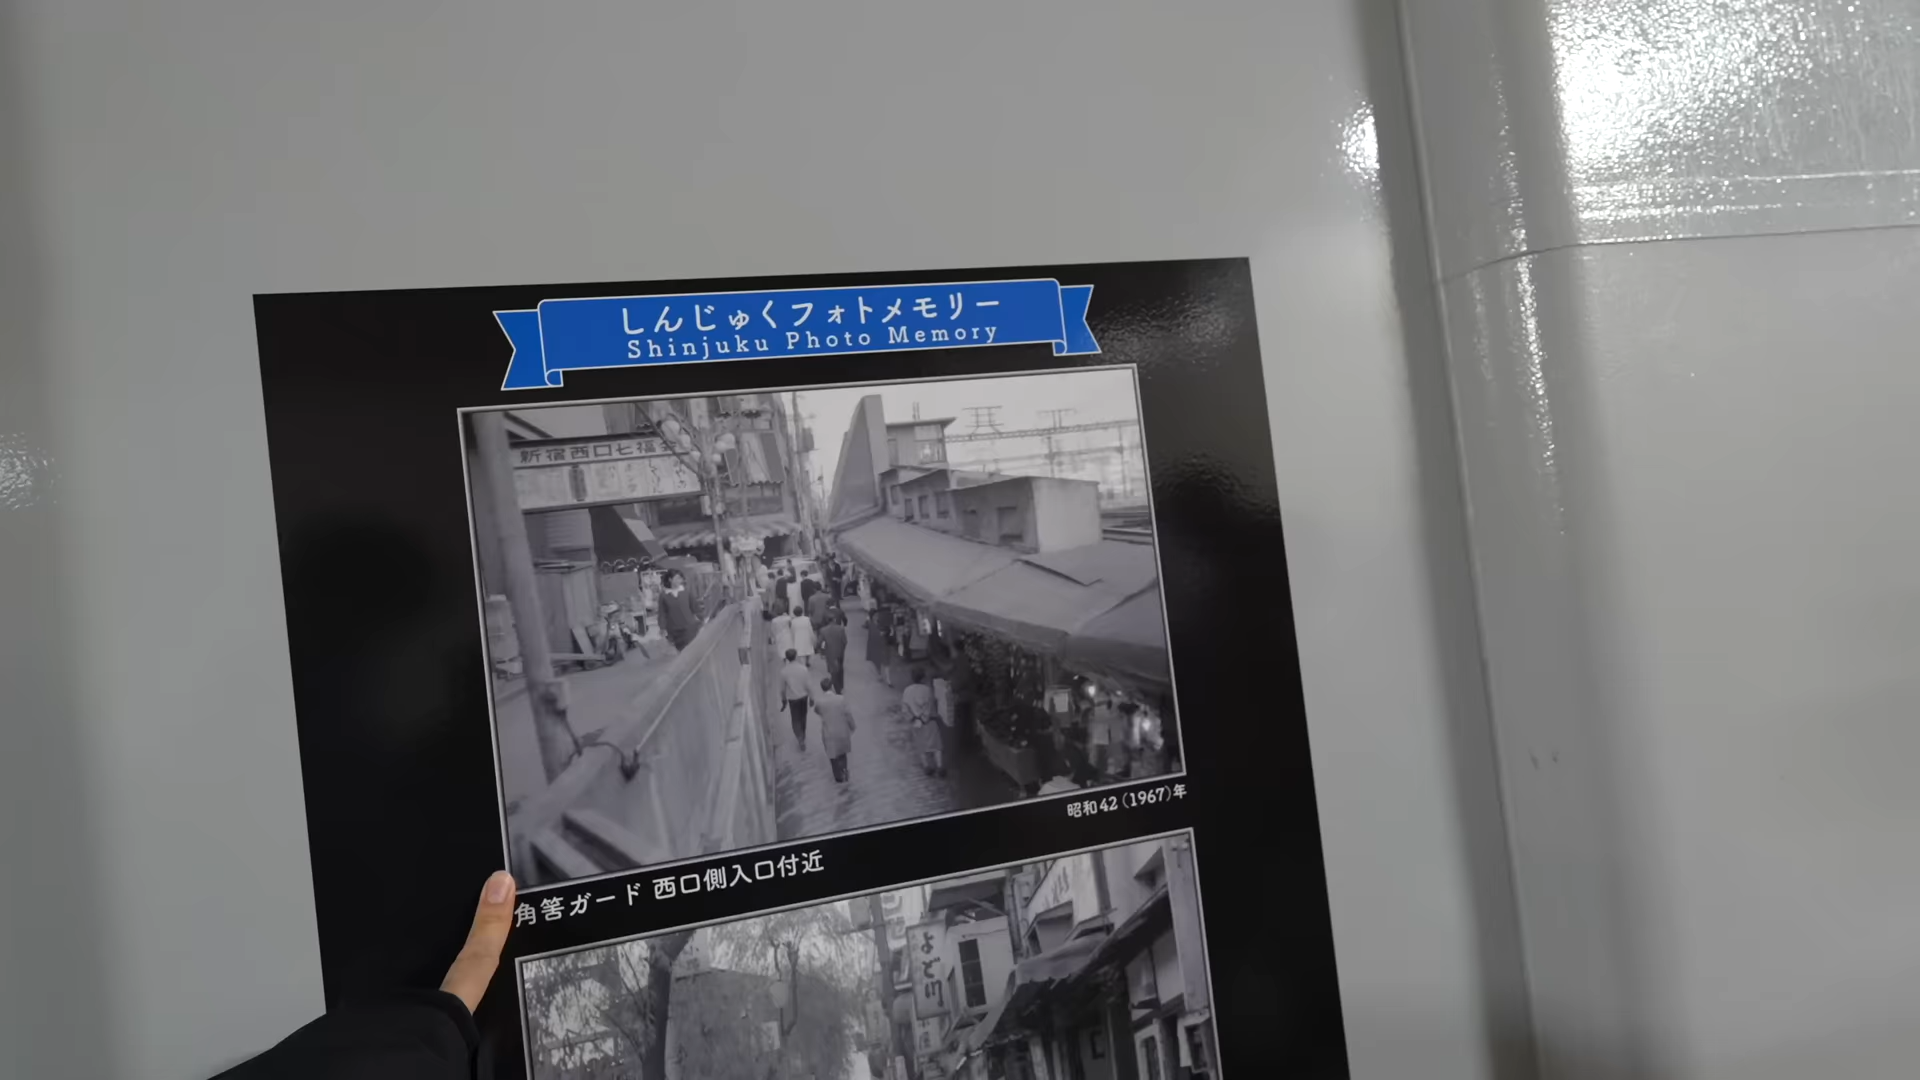 しんじゅくフォトメモリー
Shinjuku Photo Memory
新宿西口七福
昭和42(1967)年
角筈ガード 西口側入口付近
よど川